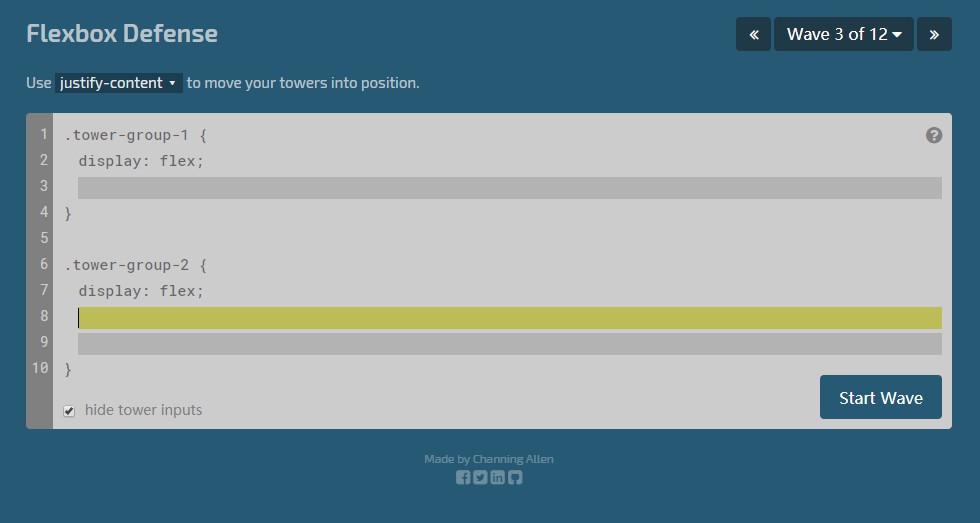 Flexbox Defense
Wave 3 of 12
Use justify-content to move your towers into position.
1 .tower-group-1 {
2 display: flex;
3
4 }
5
6 .tower-group-2 {
7 display: flex;
8
9
10 }
hide tower inputs
Start Wave
Made by Channing Allen